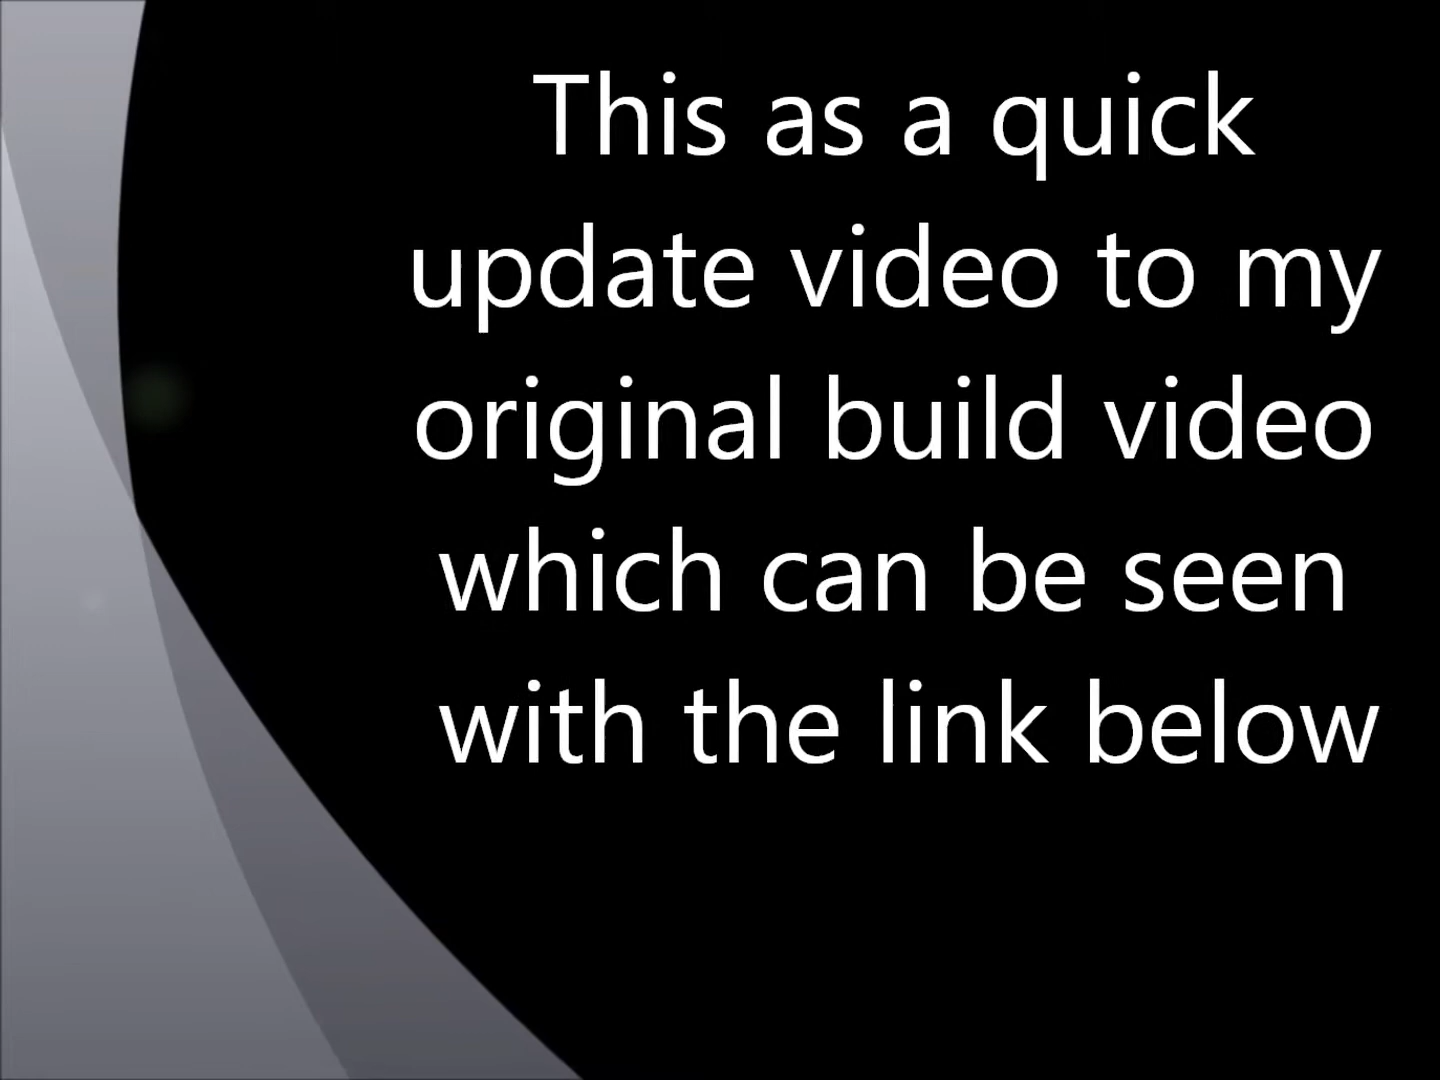 This as a quick
update video to my
original build video
which can be seen
with the link below